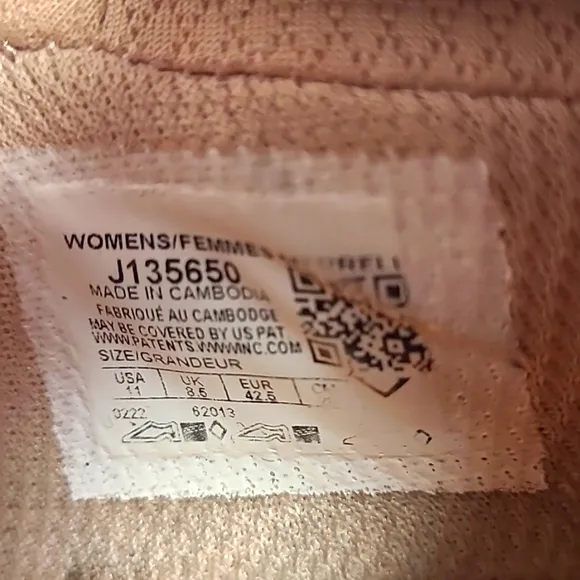 WOMENS/FEMMES MERRELL
J135650
MADE IN CAMBODIA
FABRIQUÉ AU CAMBODGE
MAY BE COVERED BY US PAT
WWW.PATENTS.WWWINC.COM
SIZE/GRANDEUR
USA UK EUR
11 8.5 42.5
0222 62013